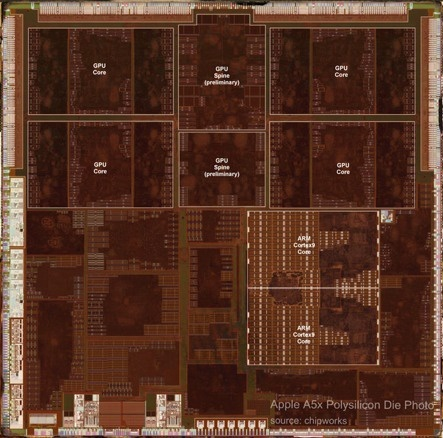 GPU
Core
GPU
Spine
(preliminary)
GPU
Core
GPU
Core
GPU
Spine
(preliminary)
GPU
Core
ARM
Cortex9
Core
ARM
Cortex9
Core
Apple A5x Polysilicon Die Photo
source: chipworks